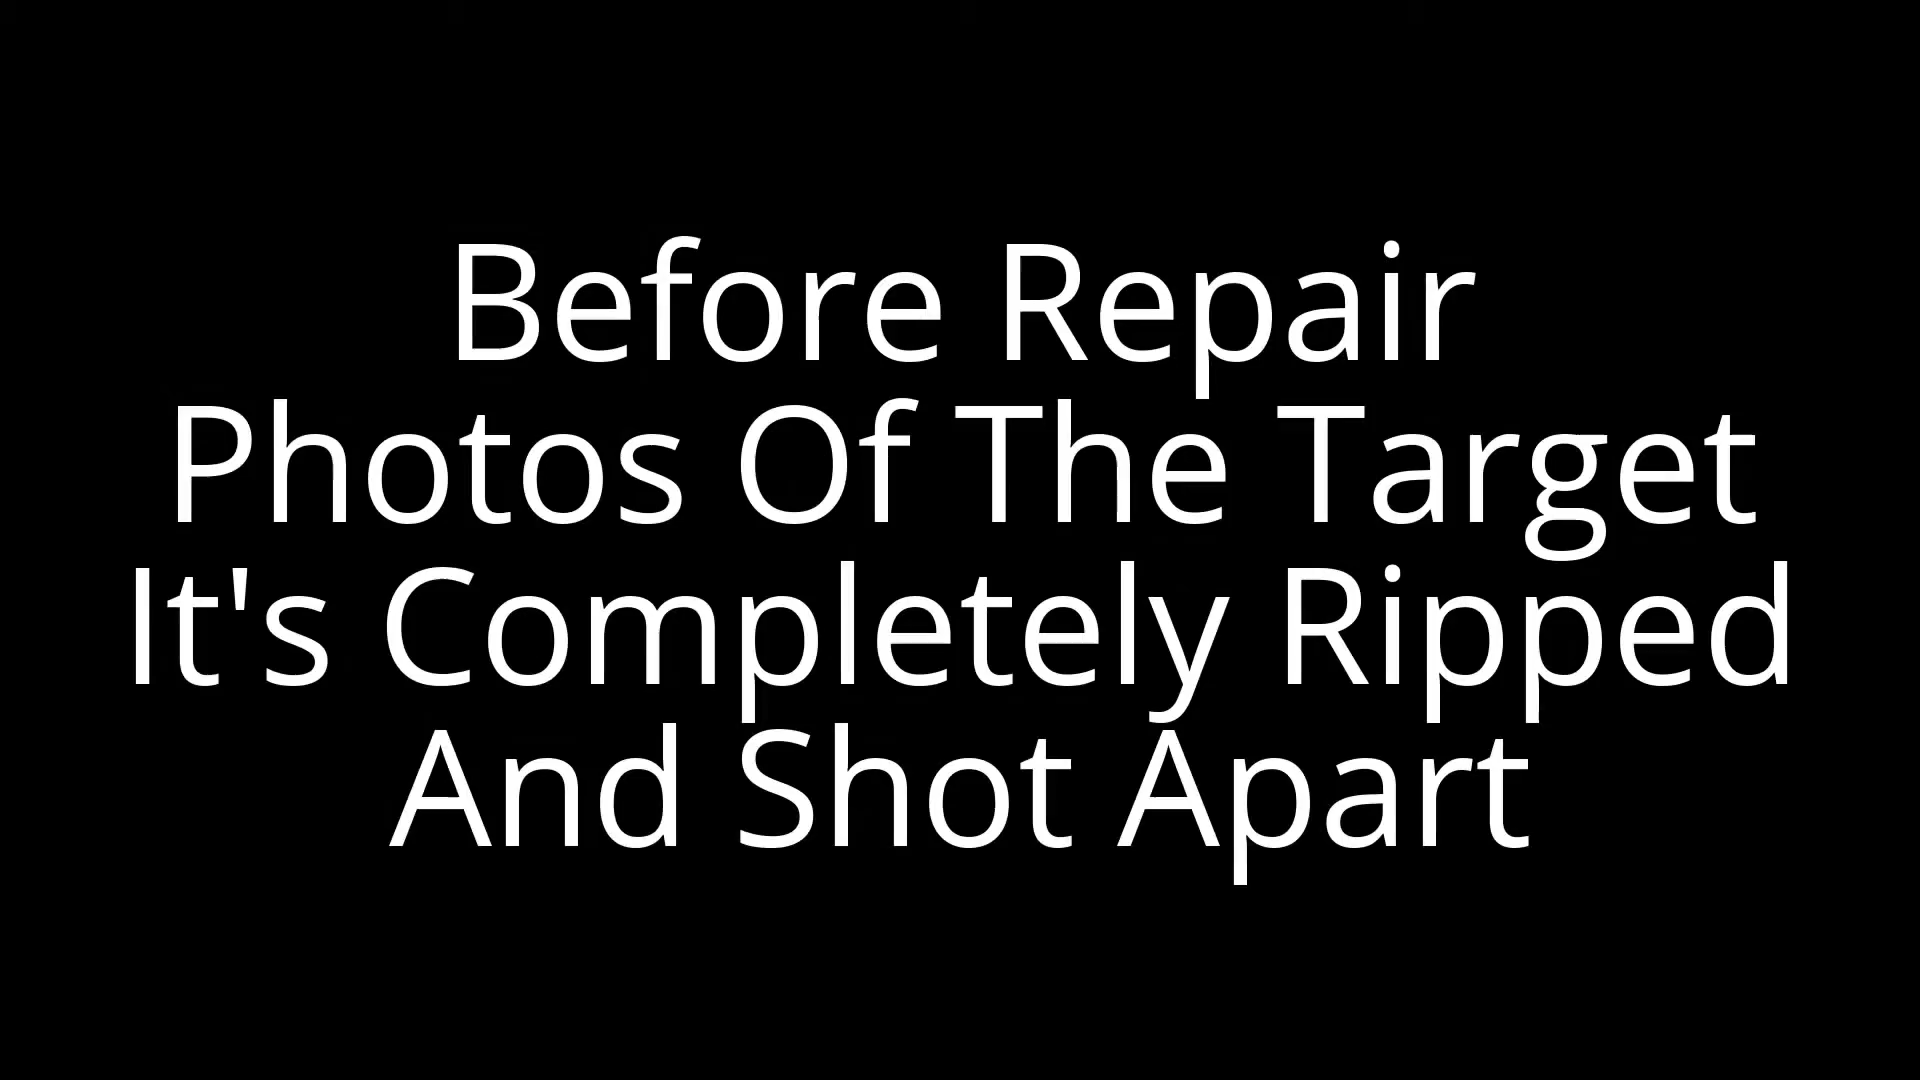 Before Repair
Photos Of The Target
It's Completely Ripped
And Shot Apart